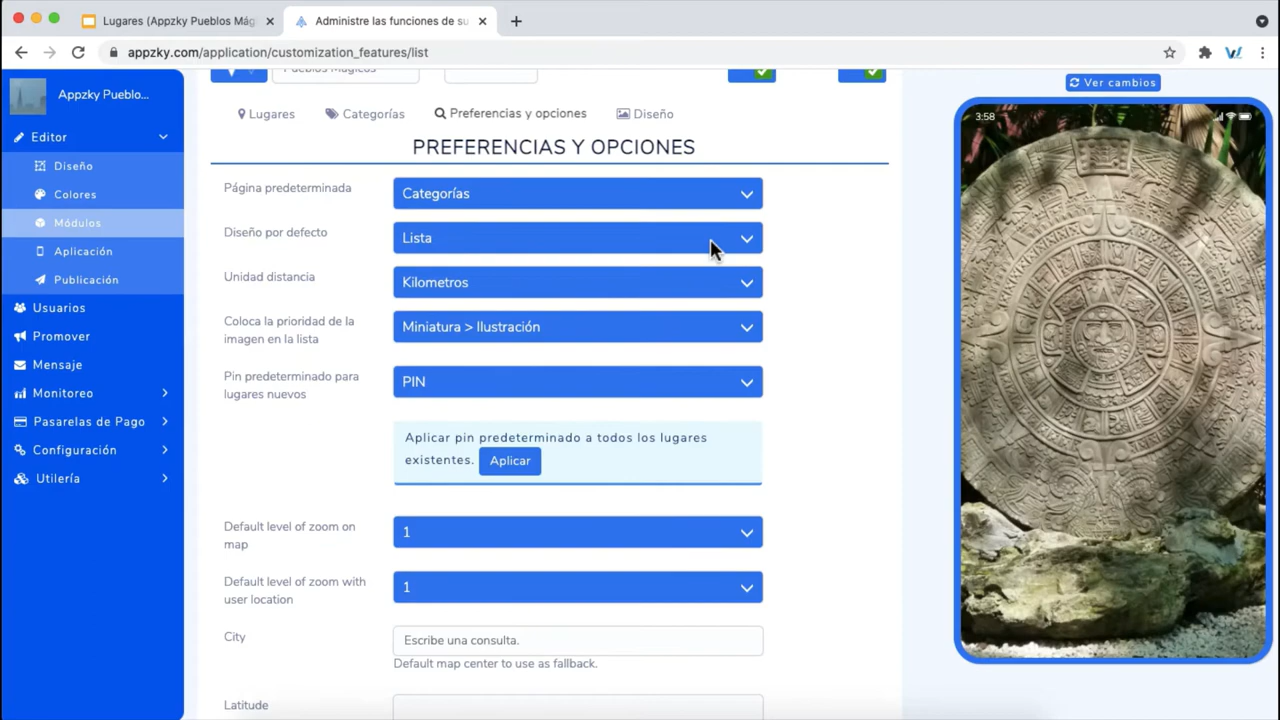 Lugares (Appzky Pueblos Mág
Administre las funciones de su
appzky.com/application/customization_features/list
Appzky Pueblo...
Editor
Diseño
Colores
Módulos
Aplicación
Publicación
Usuarios
Promover
Mensaje
Monitoreo
Pasarelas de Pago
Configuración
Utilería
Pueblos Mágicos
Lugares
Categorías
Preferencias y opciones
Diseño
PREFERENCIAS Y OPCIONES
Página predeterminada
Categorías
Diseño por defecto
Lista
Unidad distancia
Kilometros
Coloca la prioridad de la
imagen en la lista
Miniatura > Ilustración
Pin predeterminado para
lugares nuevos
PIN
Aplicar pin predeterminado a todos los lugares
existentes. Aplicar
Default level of zoom on
map
1
Default level of zoom with
user location
1
City
Escribe una consulta.
Default map center to use as fallback.
Latitude
Ver cambios
3:58